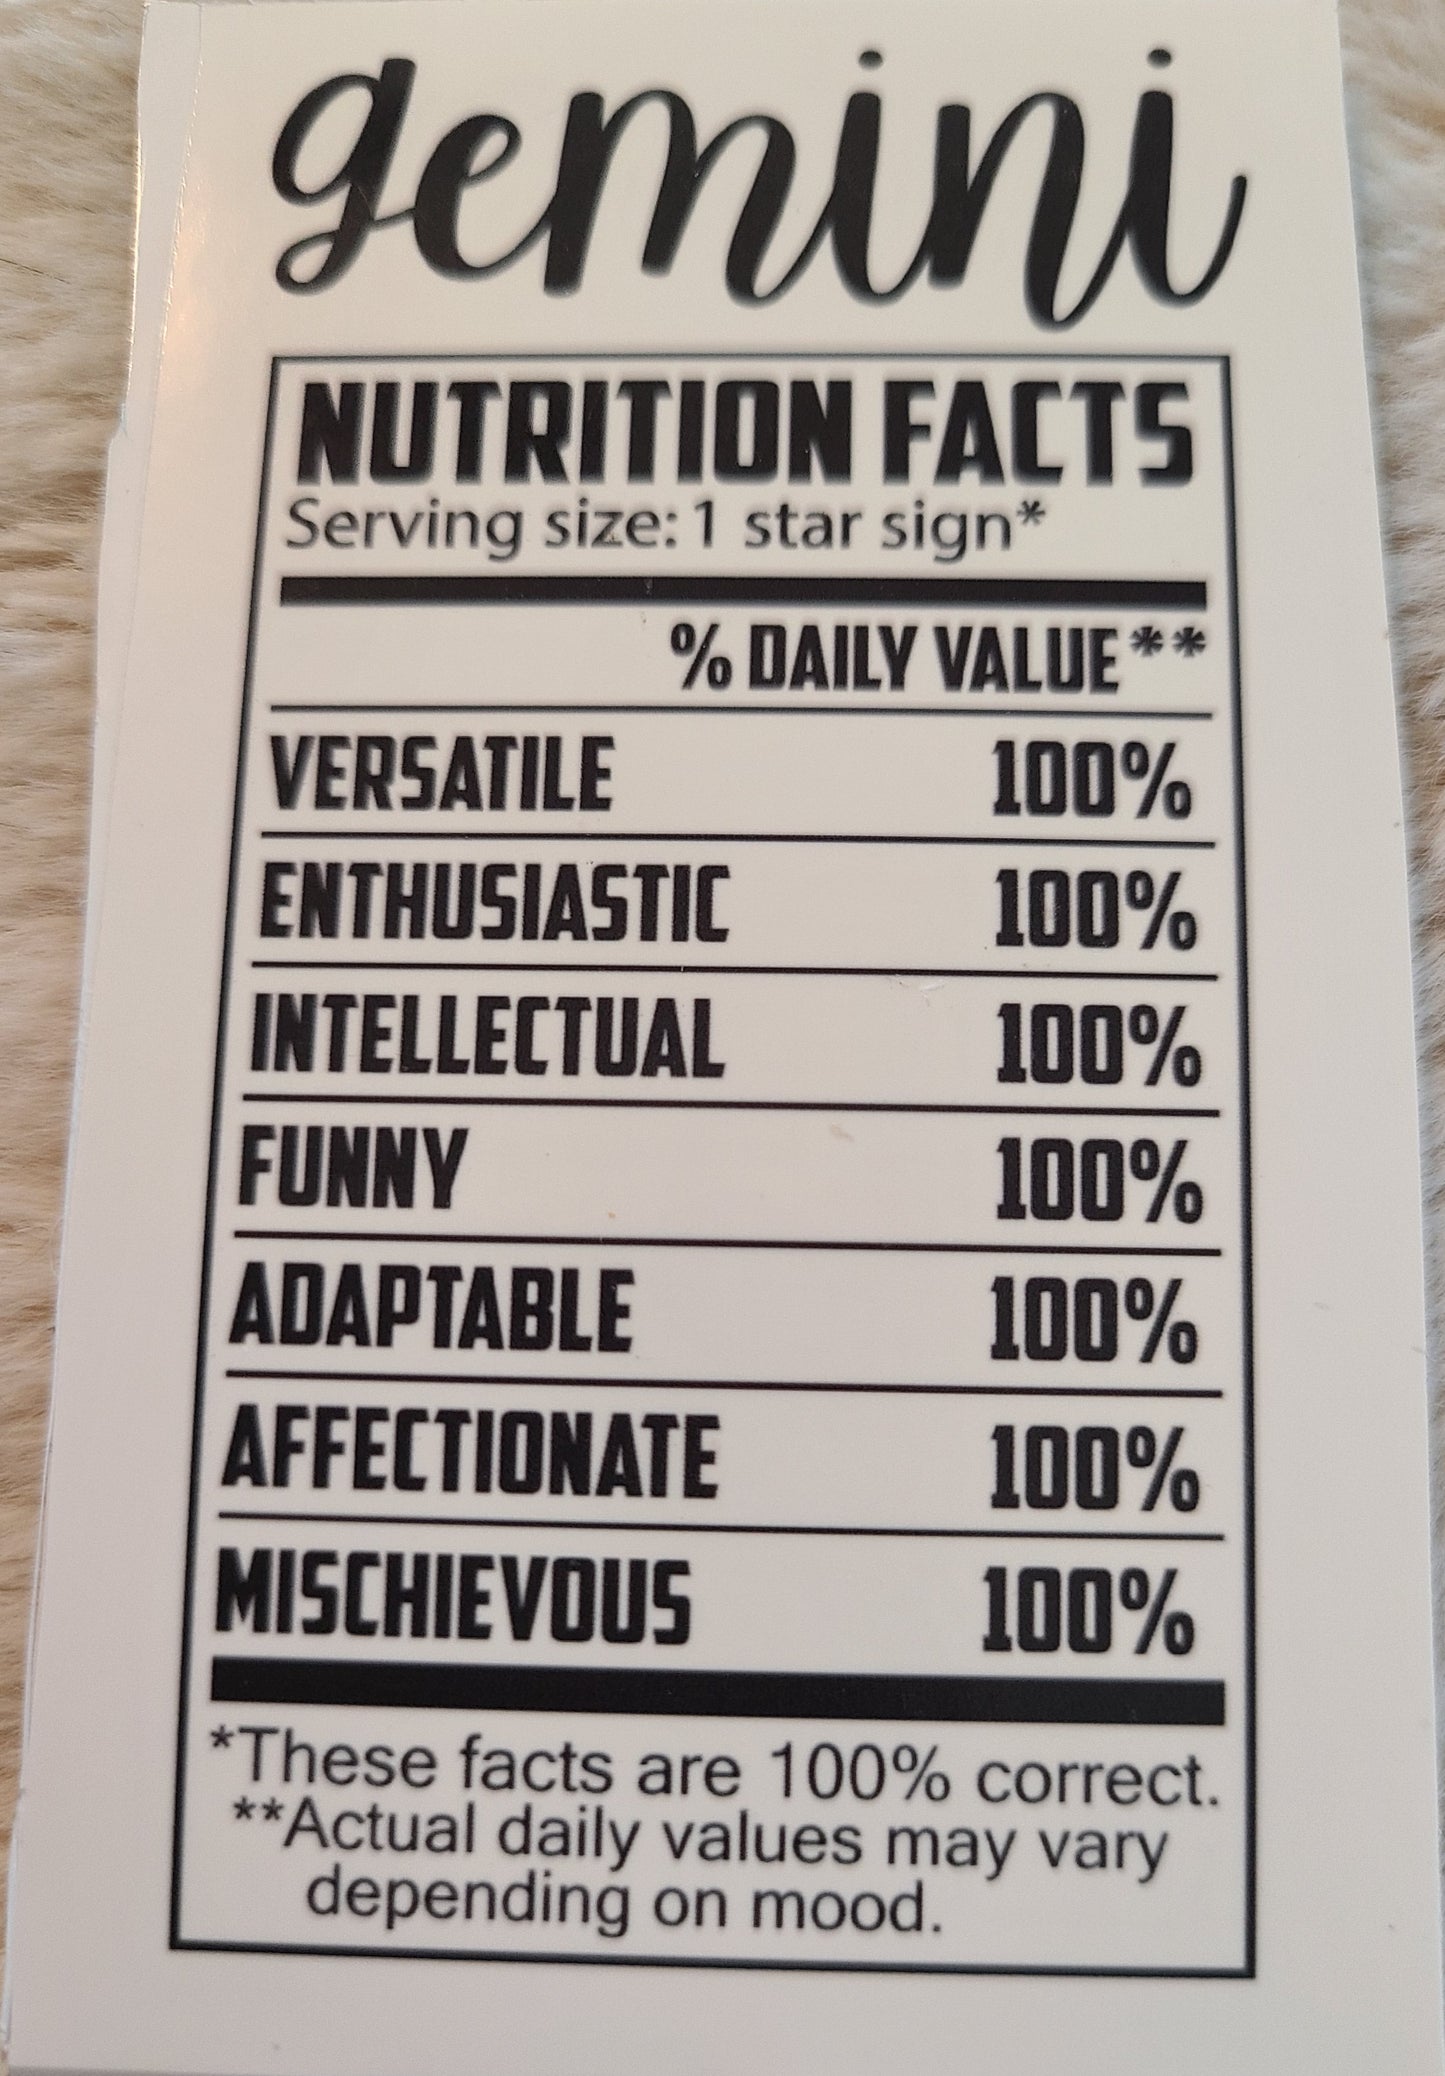 gemini
NUTRITION FACTS
Serving size: 1 star sign*
% DAILY VALUE**
VERSATILE 100%
ENTHUSIASTIC 100%
INTELLECTUAL 100%
FUNNY 100%
ADAPTABLE 100%
AFFECTIONATE 100%
MISCHIEVOUS 100%
*These facts are 100% correct.
**Actual daily values may vary
depending on mood.